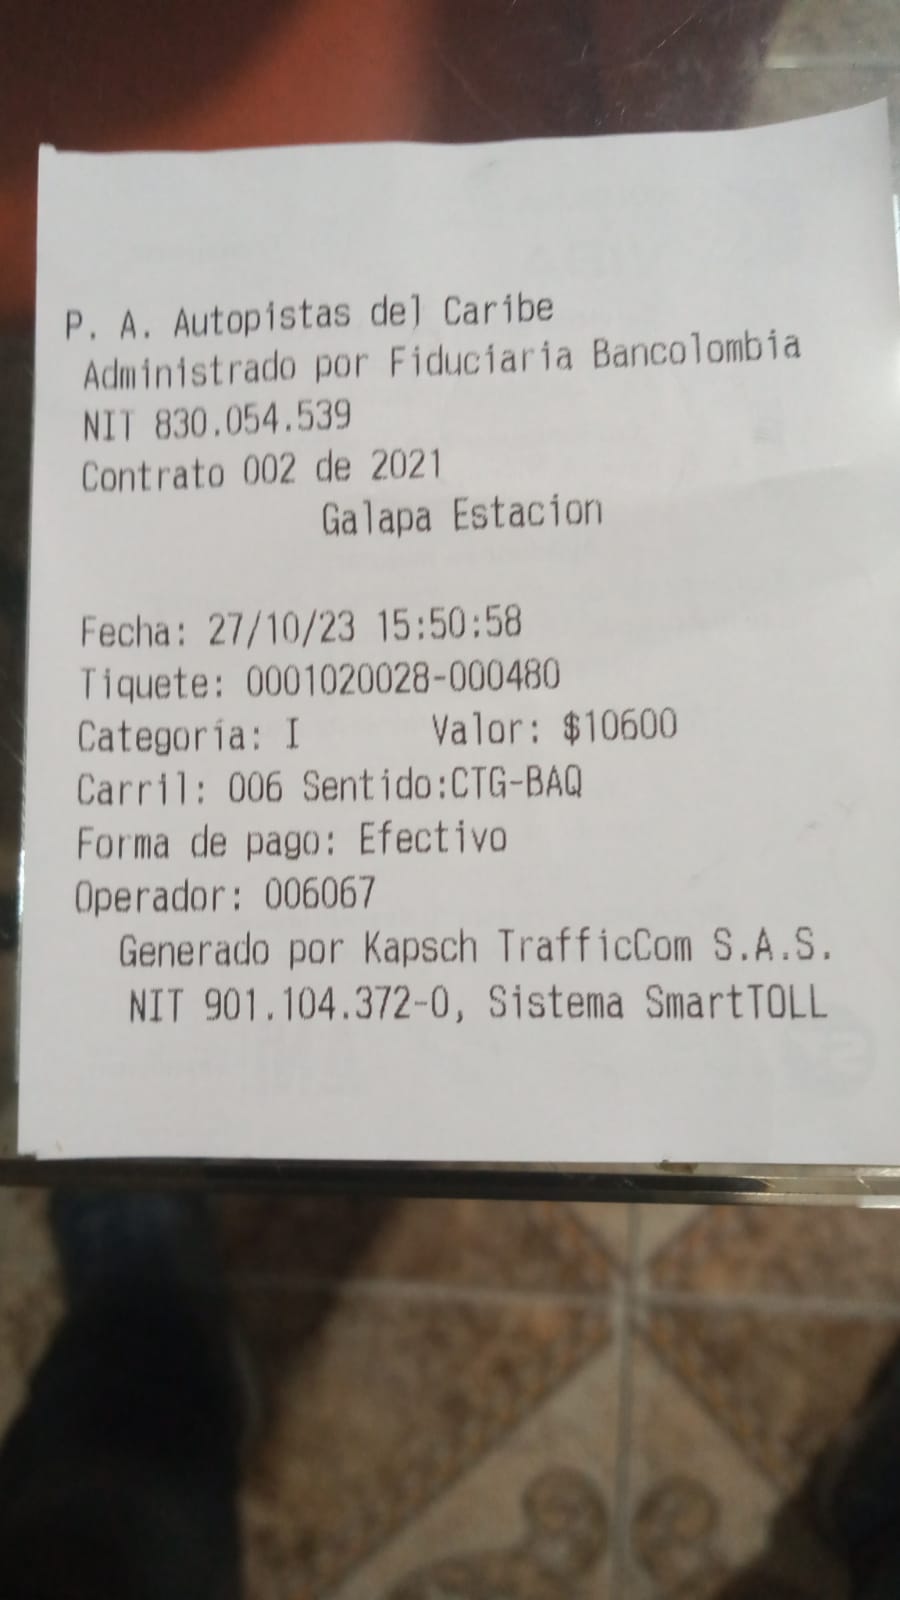 P. A. Autopistas del Caribe
Administrado por Fiduciaria Bancolombia
NIT 830.054.539
Contrato 002 de 2021
Galapa Estacion
Fecha: 27/10/23 15:50:58
Tiquete: 0001020028-000480
Categoria: I Valor: $10600
Carril: 006 Sentido:CTG-BAQ
Forma de pago: Efectivo
Operador: 006067
Generado por Kapsch TrafficCom S.A.S.
NIT 901.104.372-0, Sistema SmartTOLL